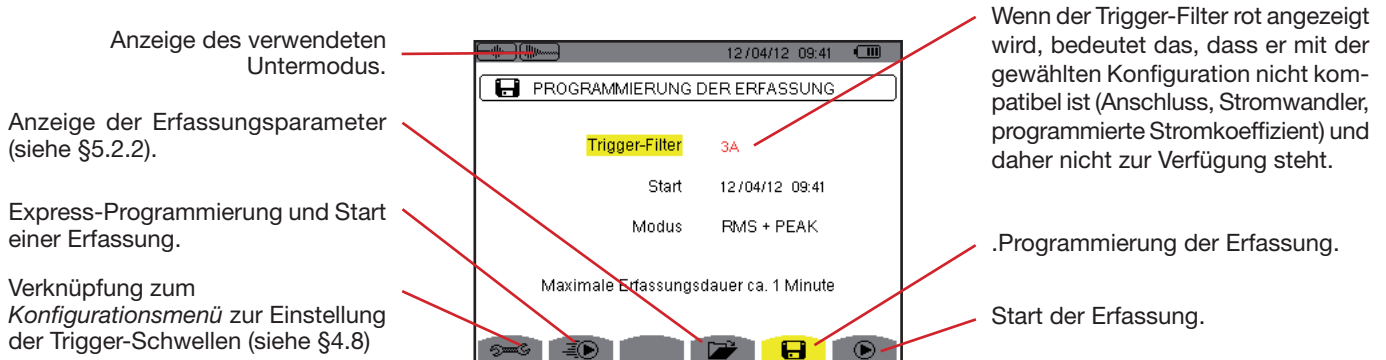 Anzeige des verwendeten
Untermodus.
Anzeige der Erfassungsparameter
(siehe §5.2.2).
Express-Programmierung und Start
einer Erfassung.
Verknüpfung zum
Konfigurationsmenü zur Einstellung
der Trigger-Schwellen (siehe §4.8)
12/04/12 09:41
PROGRAMMIERUNG DER ERFASSUNG
Trigger-Filter 3A
Start 12/04/12 09:41
Modus RMS + PEAK
Maximale Erfassungsdauer ca. 1 Minute
Wenn der Trigger-Filter rot angezeigt
wird, bedeutet das, dass er mit der
gewählten Konfiguration nicht kom-
patibel ist (Anschluss, Stromwandler,
programmierte Stromkoeffizient) und
daher nicht zur Verfügung steht.
.Programmierung der Erfassung.
Start der Erfassung.